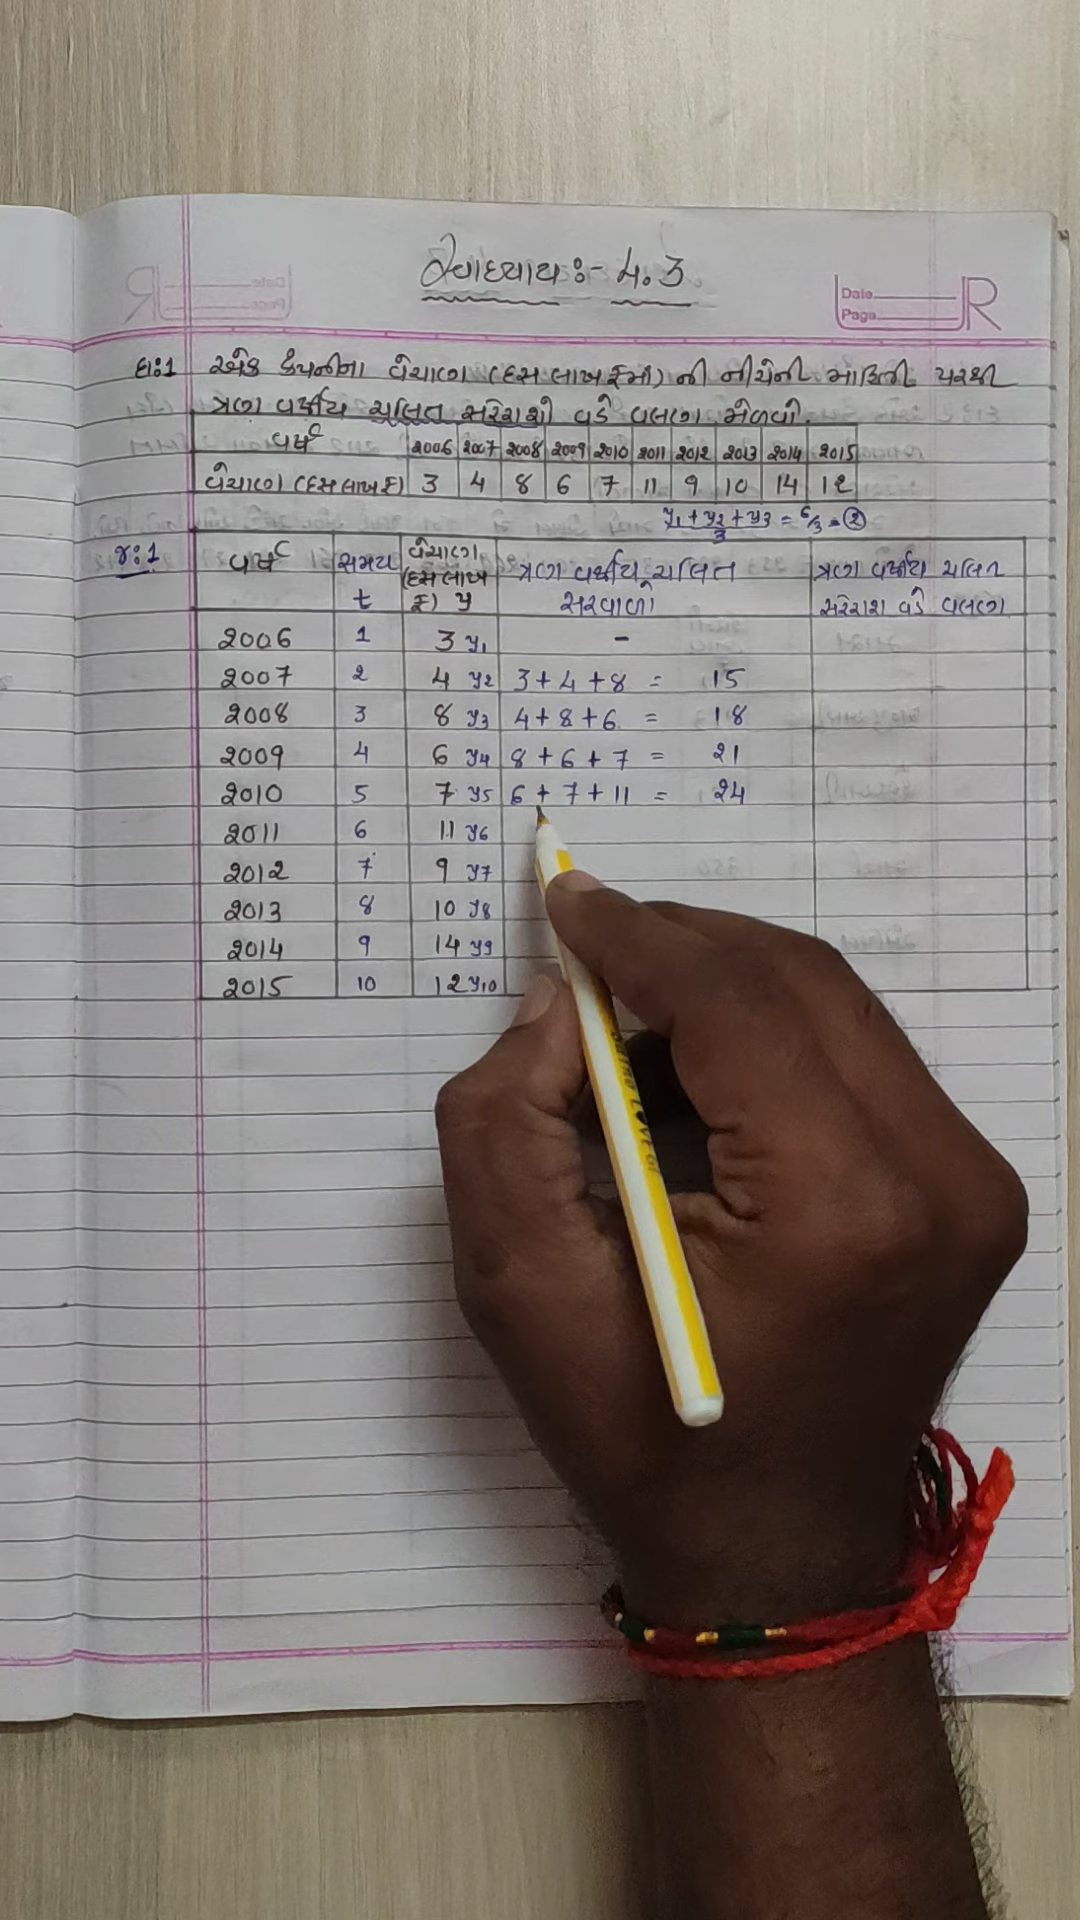 સ્વાધ્યાય :- 4.3
Date
Page
R
દા:1 એક કંપનીના વેચાણ (દસ લાખ ₹માં) ની નીચેની માહિતી પરથી
ત્રણ વર્ષીય ચલિત સરેરાશો વડે વલણ મેળવો.
વર્ષ 2006 2007 2008 2009 2010 2011 2012 2013 2014 2015
વેચાણ (દસ લાખ ₹) 3 4 8 6 7 11 9 10 14 12
y1 + y2 + y3 / 3 = 6/3 = 2
જ:1 વર્ષ સમય t વેચાણ (દસ લાખ ₹) y ત્રણ વર્ષીય ચલિત સરવાળો ત્રણ વર્ષીય ચલિત સરેરાશ વડે વલણ
2006 1 3 y1 -
2007 2 4 y2 3+4+8 = 15
2008 3 8 y3 4+8+6 = 18
2009 4 6 y4 8+6+7 = 21
2010 5 7 y5 6+7+11 = 24
2011 6 11 y6
2012 7 9 y7
2013 8 10 y8
2014 9 14 y9
2015 10 12 y10